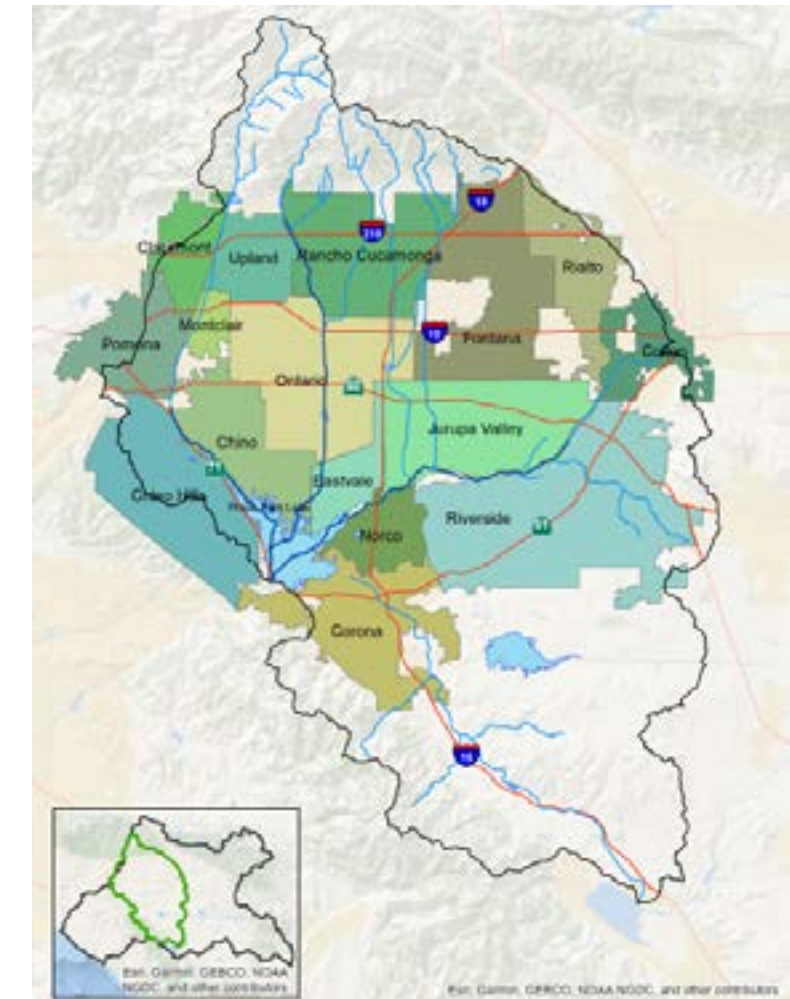 15
210
Claremont
Upland
Rancho Cucamonga
Rialto
Montclair
15
Pomona
Fontana
Colton
Ontario
Jurupa Valley
Chino
Eastvale
Chino Hills
Riverside
Norco
Corona
15
Esri, Garmin, GEBCO, NOAA
NGDC, and other contributors
Esri, Garmin, GEBCO, NOAA NGDC, and other contributors